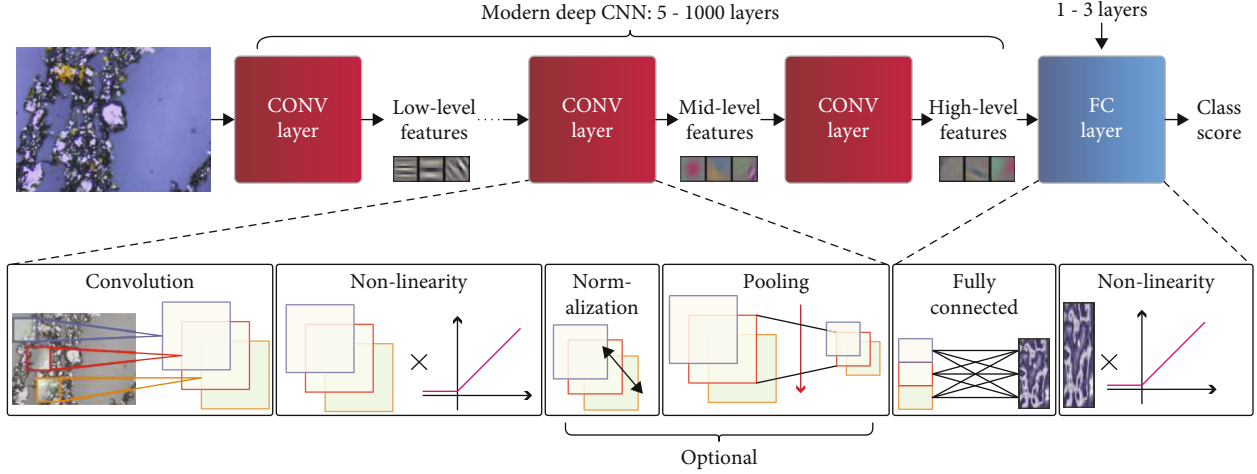 Modern deep CNN: 5 - 1000 layers
1 - 3 layers
CONV
layer
Low-level
features
CONV
layer
Mid-level
features
CONV
layer
High-level
features
FC
layer
Class
score
Convolution
Non-linearity
Norm-
alization
Pooling
Fully
connected
Non-linearity
Optional